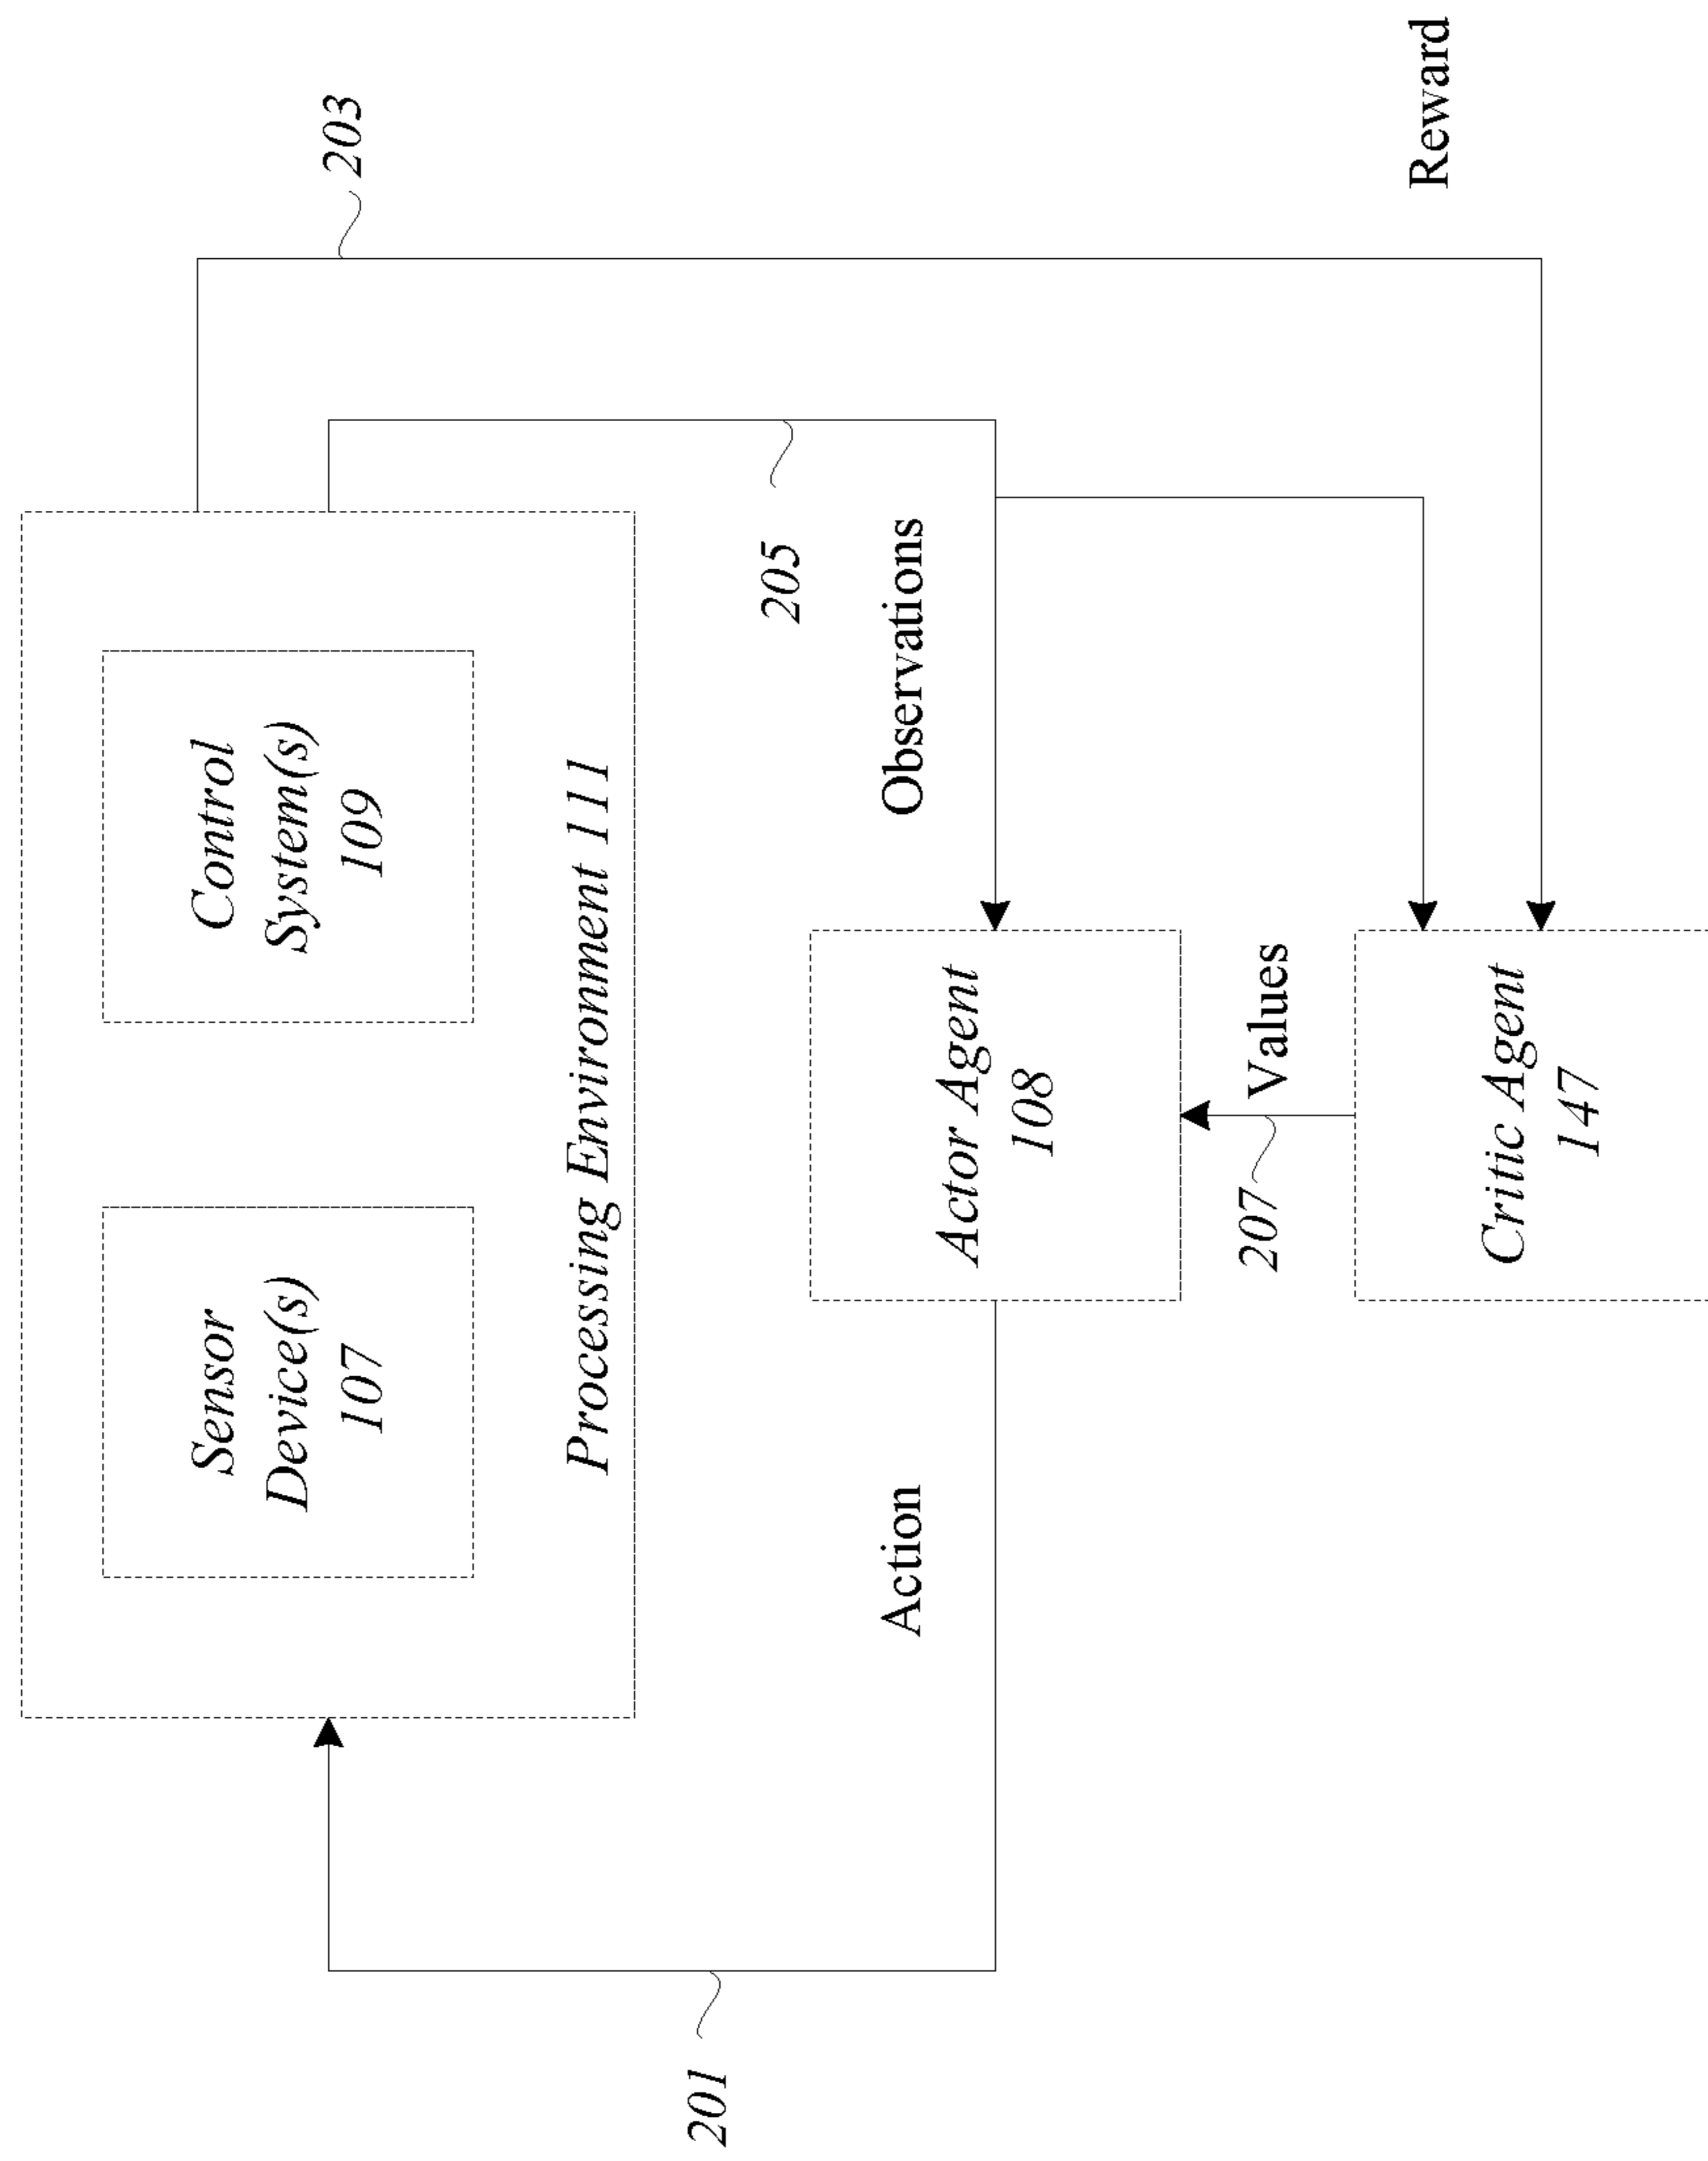 203
Sensor
Device(s)
107
Control
System(s)
109
Processing Environment 111
201
205
Action
Observations
Actor Agent
108
207
Values
Critic Agent
147
Reward